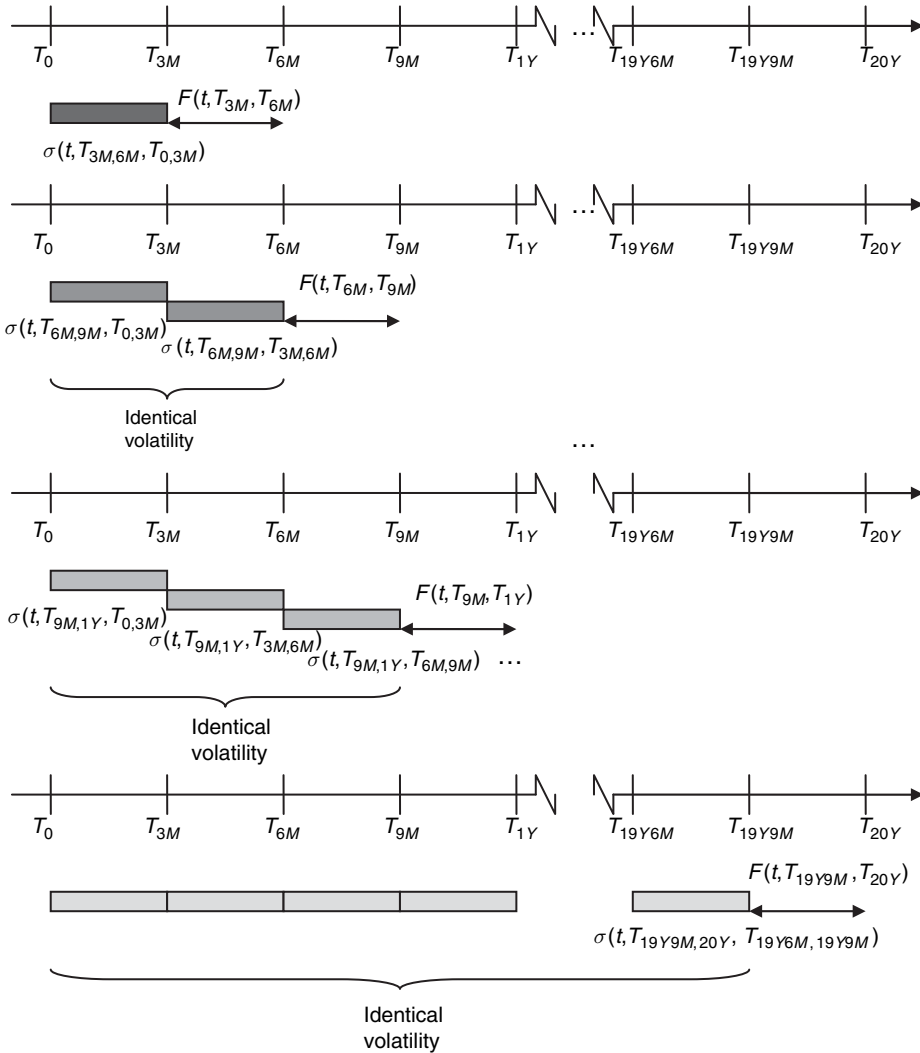 ...
T0 T3M T6M T9M T1Y T19Y6M T19Y9M T20Y
F(t,T3M,T6M)
σ(t,T3M,6M,T0,3M)
...
T0 T3M T6M T9M T1Y T19Y6M T19Y9M T20Y
F(t,T6M,T9M)
σ(t,T6M,9M,T0,3M)
σ(t,T6M,9M,T3M,6M)
Identical
volatility
...
T0 T3M T6M T9M T1Y T19Y6M T19Y9M T20Y
F(t,T9M,T1Y)
σ(t,T9M,1Y,T0,3M)
σ(t,T9M,1Y,T3M,6M)
σ(t,T9M,1Y,T6M,9M) ...
Identical
volatility
T0 T3M T6M T9M T1Y T19Y6M T19Y9M T20Y
F(t,T19Y9M,T20Y)
σ(t,T19Y9M,20Y, T19Y6M,19Y9M)
Identical
volatility